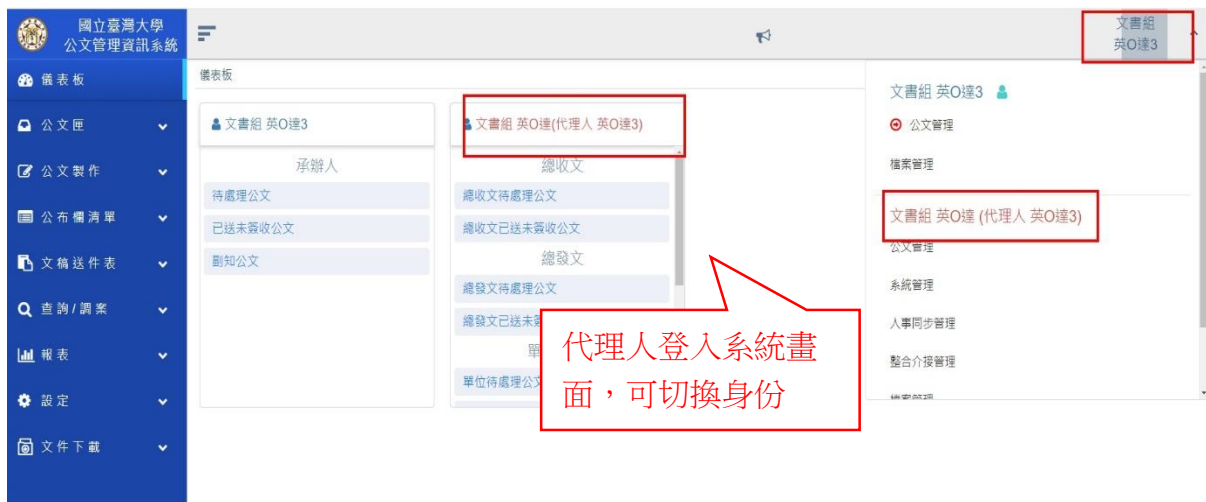 國立臺灣大學
公文管理資訊系統
文書組
英O達3
儀表板
公文匣
公文製作
公布欄清單
文稿送件表
查詢/調案
報表
設定
文件下載
儀表板
文書組 英O達3
承辦人
待處理公文
已送未簽收公文
副知公文
文書組 英O達(代理人 英O達3)
總收文
總收文待處理公文
總收文已送未簽收公文
總發文
總發文待處理公文
總發文已送未簽
單
單位待處理公文
代理人登入系統畫
面，可切換身份
文書組 英O達3
公文管理
檔案管理
文書組 英O達 (代理人 英O達3)
公文管理
系統管理
人事同步管理
整合介接管理
檔案管理